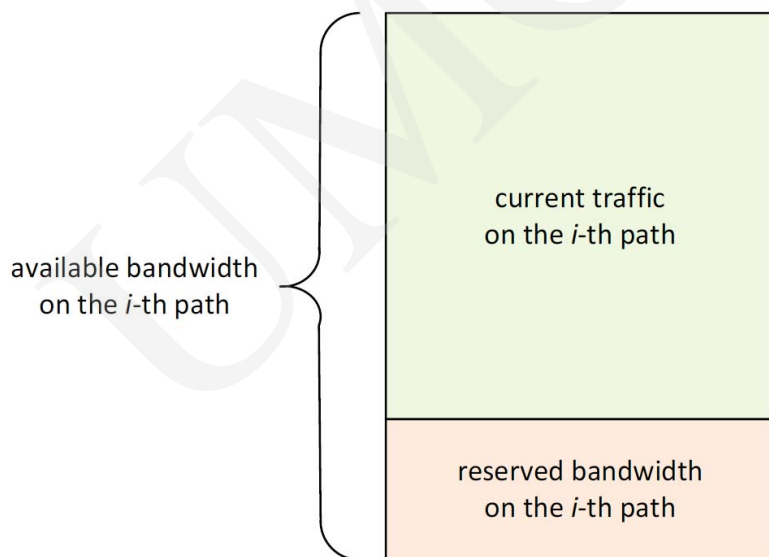 current traffic
on the i-th path
available bandwidth
on the i-th path
reserved bandwidth
on the i-th path